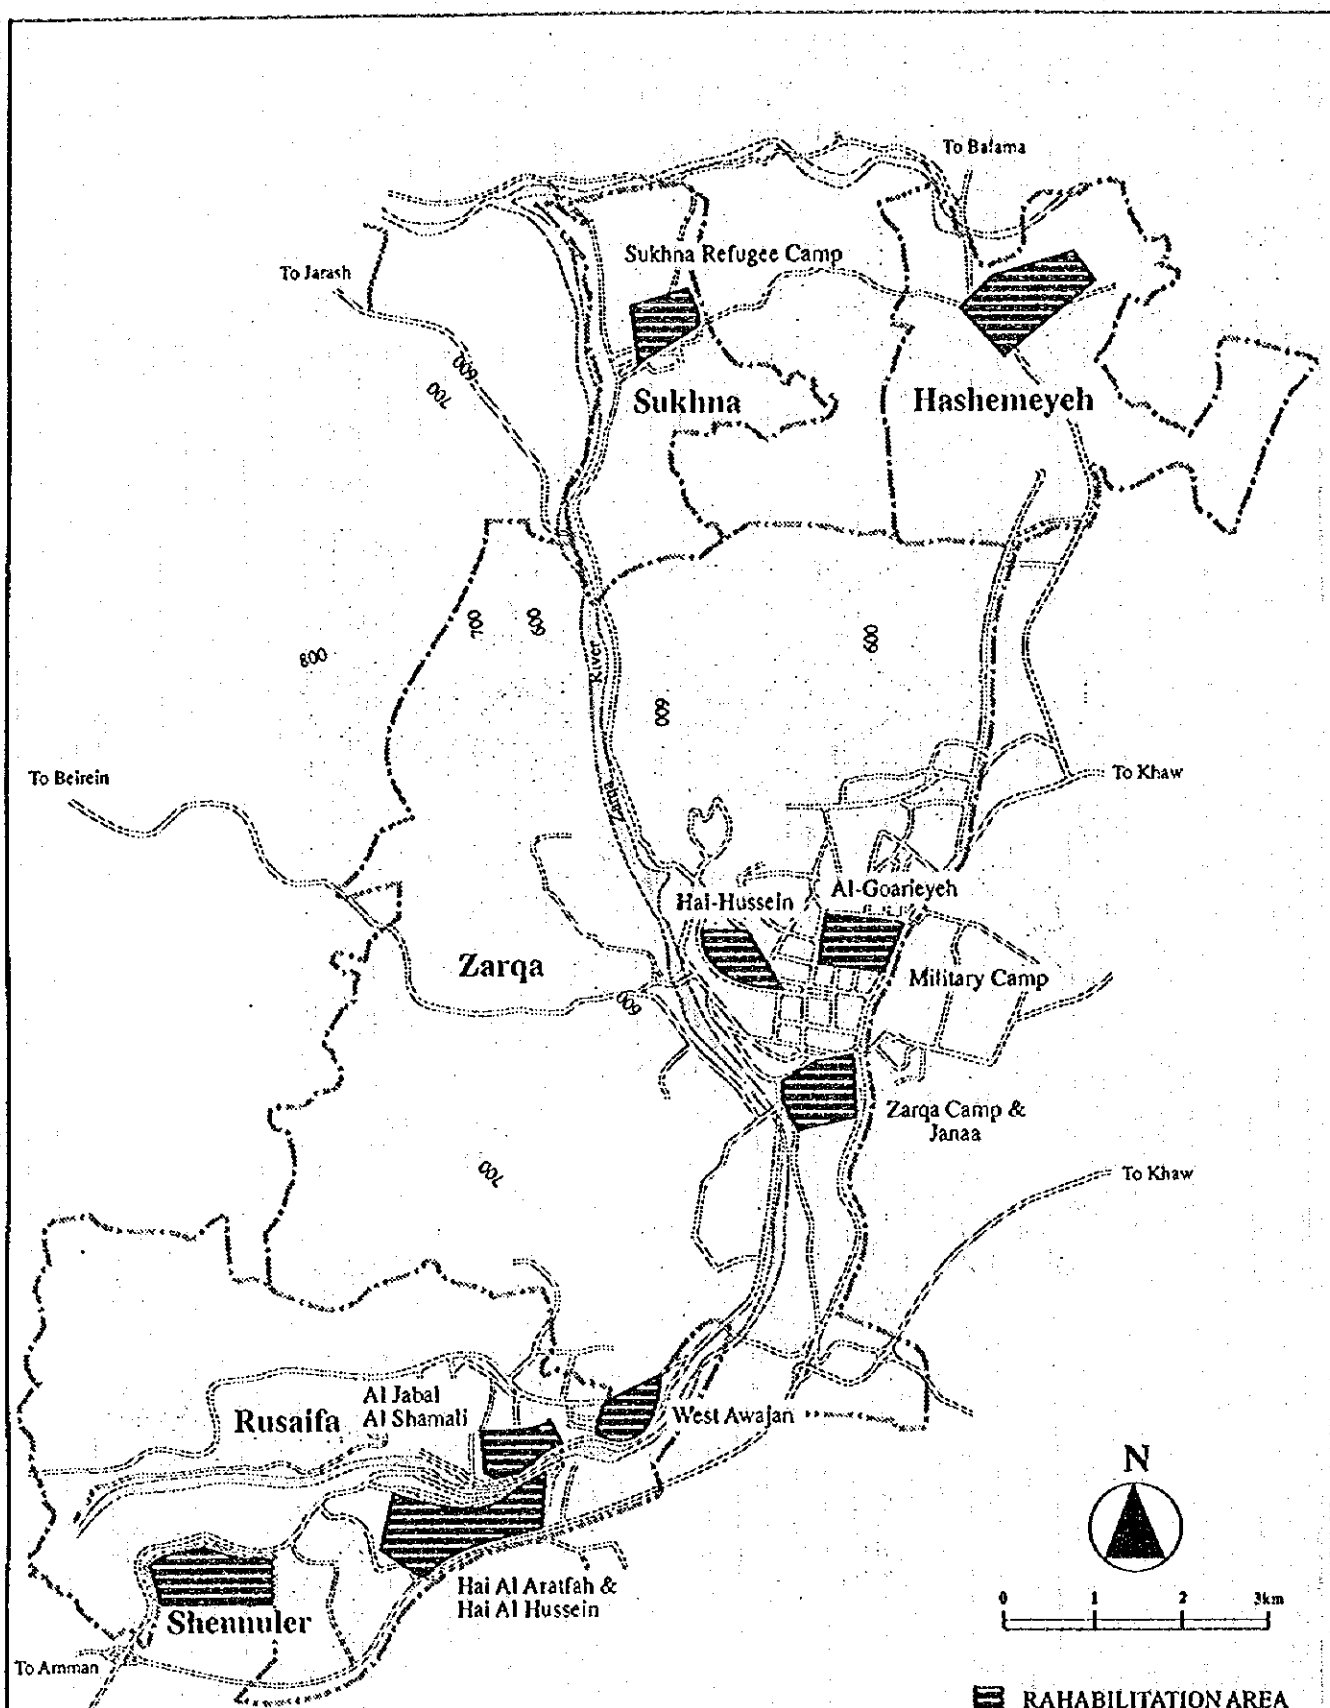 To Balama
Sukhna Refugee Camp
To Jarash
600
700
Sukhna
Hashemeyeh
700
600
800
600
River
600
To Beirein
To Khaw
Zarqa
Hai-Hussein
Al-Goarieyeh
Zarqa
Military Camp
600
Zarqa Camp &
Janaa
700
To Khaw
Al Jabal
Al Shamali
Rusaifa
West Awajan
N
Hai Al Aratfah &
Hai Al Hussein
Shennuler
0 1 2 3km
To Amman
RAHABILITATION AREA